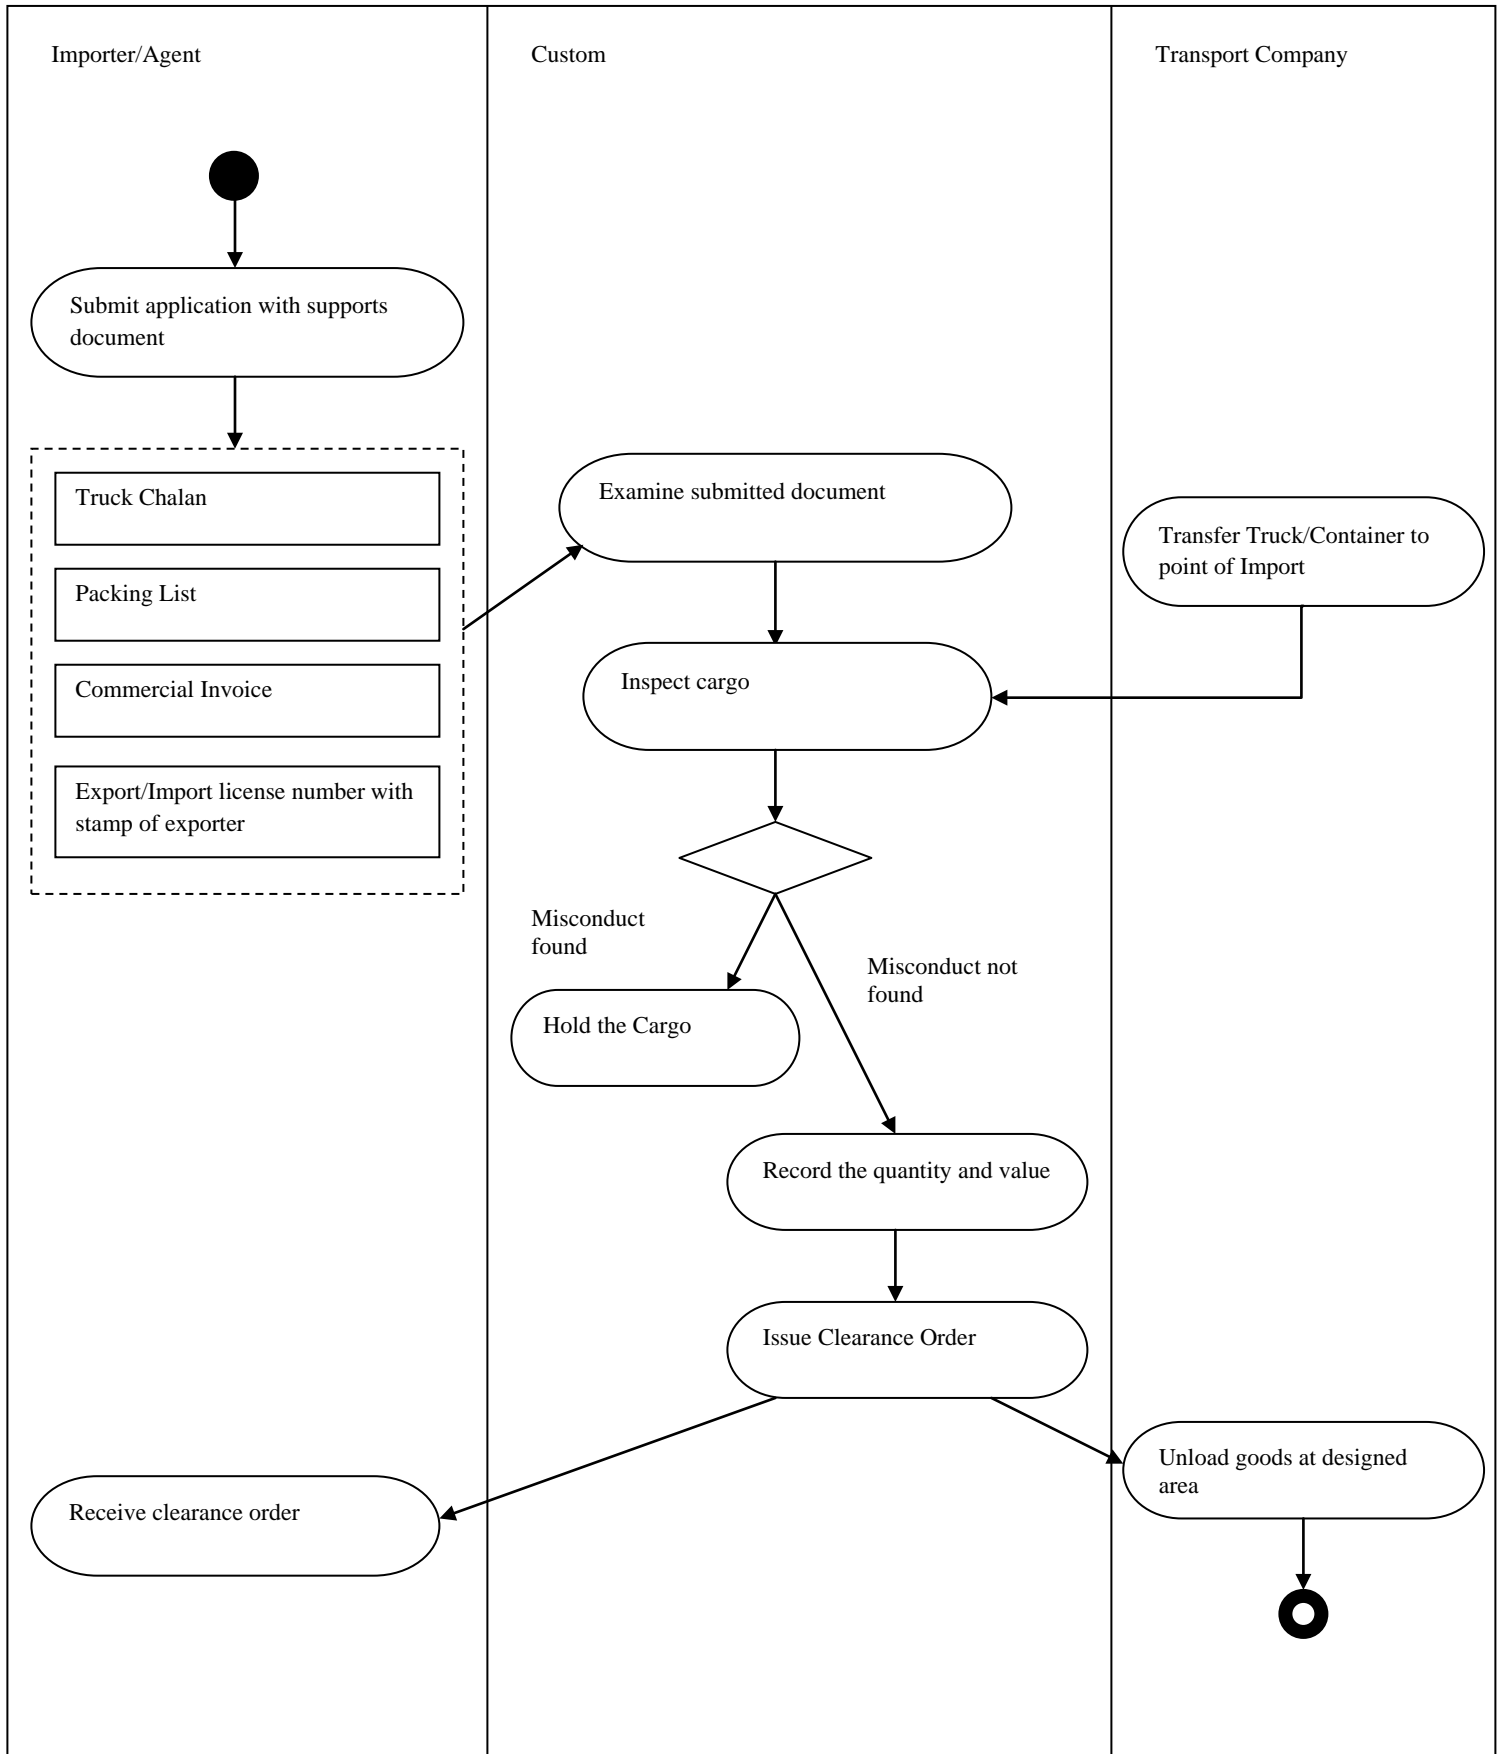 Importer/Agent
Custom
Transport Company
Submit application with supports
document
Truck Chalan
Packing List
Commercial Invoice
Export/Import license number with
stamp of exporter
Examine submitted document
Transfer Truck/Container to
point of Import
Inspect cargo
Misconduct
found
Misconduct not
found
Hold the Cargo
Record the quantity and value
Issue Clearance Order
Unload goods at designed
area
Receive clearance order